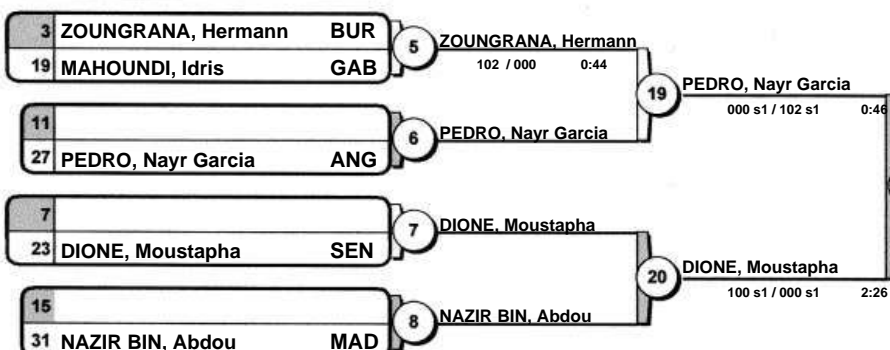 3 ZOUNGRANA, Hermann BUR
19 MAHOUNDI, Idris GAB
5
ZOUNGRANA, Hermann
102 / 000 0:44
11
27 PEDRO, Nayr Garcia ANG
6
PEDRO, Nayr Garcia
19
PEDRO, Nayr Garcia
000 s1 / 102 s1 0:46
7
23 DIONE, Moustapha SEN
7
DIONE, Moustapha
15
31 NAZIR BIN, Abdou MAD
8
NAZIR BIN, Abdou
20
DIONE, Moustapha
100 s1 / 000 s1 2:26